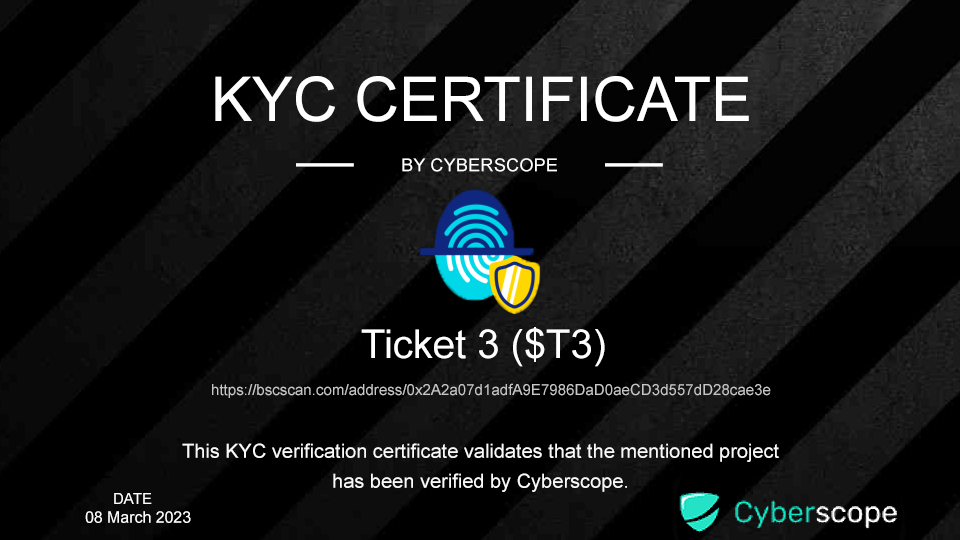 KYC CERTIFICATE
BY CYBERSCOPE
Ticket 3 ($T3)
https://bscscan.com/address/0x2A2a07d1adfA9E7986DaD0aeCD3d557dD28cae3e
This KYC verification certificate validates that the mentioned project
has been verified by Cyberscope.
DATE
08 March 2023
Cyberscope